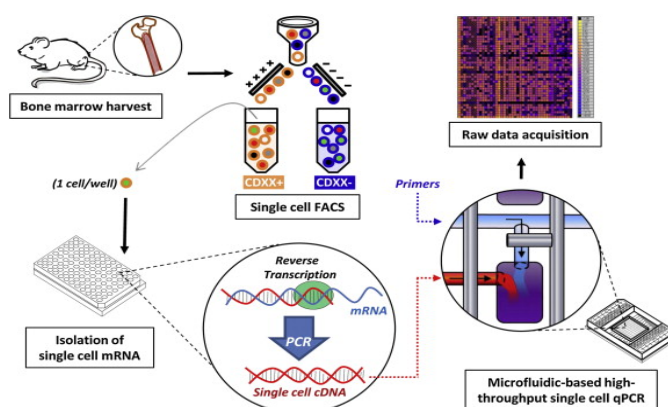 Bone marrow harvest
+ + + +
- - - -
CDXX+
CDXX-
Single cell FACS
(1 cell/well)
Isolation of
single cell mRNA
Reverse
Transcription
mRNA
PCR
Single cell cDNA
Primers
Microfluidic-based high-
throughput single cell qPCR
Raw data acquisition